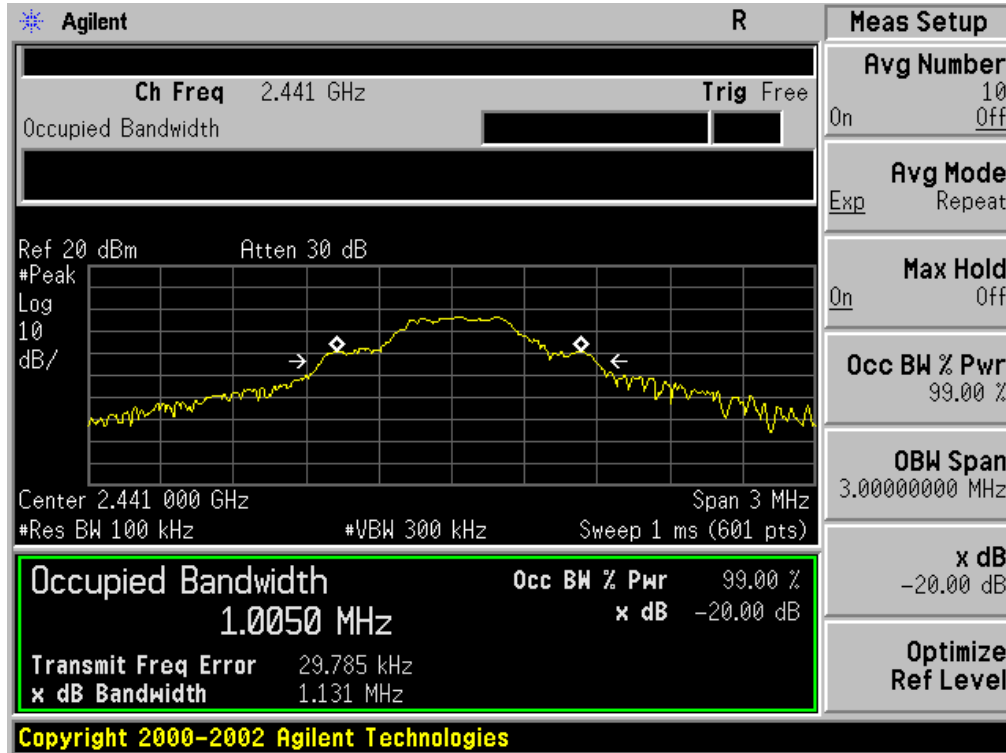 Agilent R
Ch Freq 2.441 GHz Trig Free
Occupied Bandwidth
Ref 20 dBm Atten 30 dB
#Peak
Log
10
dB/
Center 2.441 000 GHz Span 3 MHz
#Res BW 100 kHz #VBW 300 kHz Sweep 1 ms (601 pts)
Occupied Bandwidth Occ BW % Pwr 99.00 %
1.0050 MHz x dB -20.00 dB
Transmit Freq Error 29.785 kHz
x dB Bandwidth 1.131 MHz
Copyright 2000-2002 Agilent Technologies
Meas Setup
Avg Number
10
On Off
Avg Mode
Exp Repeat
Max Hold
On Off
Occ BW % Pwr
99.00 %
OBW Span
3.00000000 MHz
x dB
-20.00 dB
Optimize
Ref Level